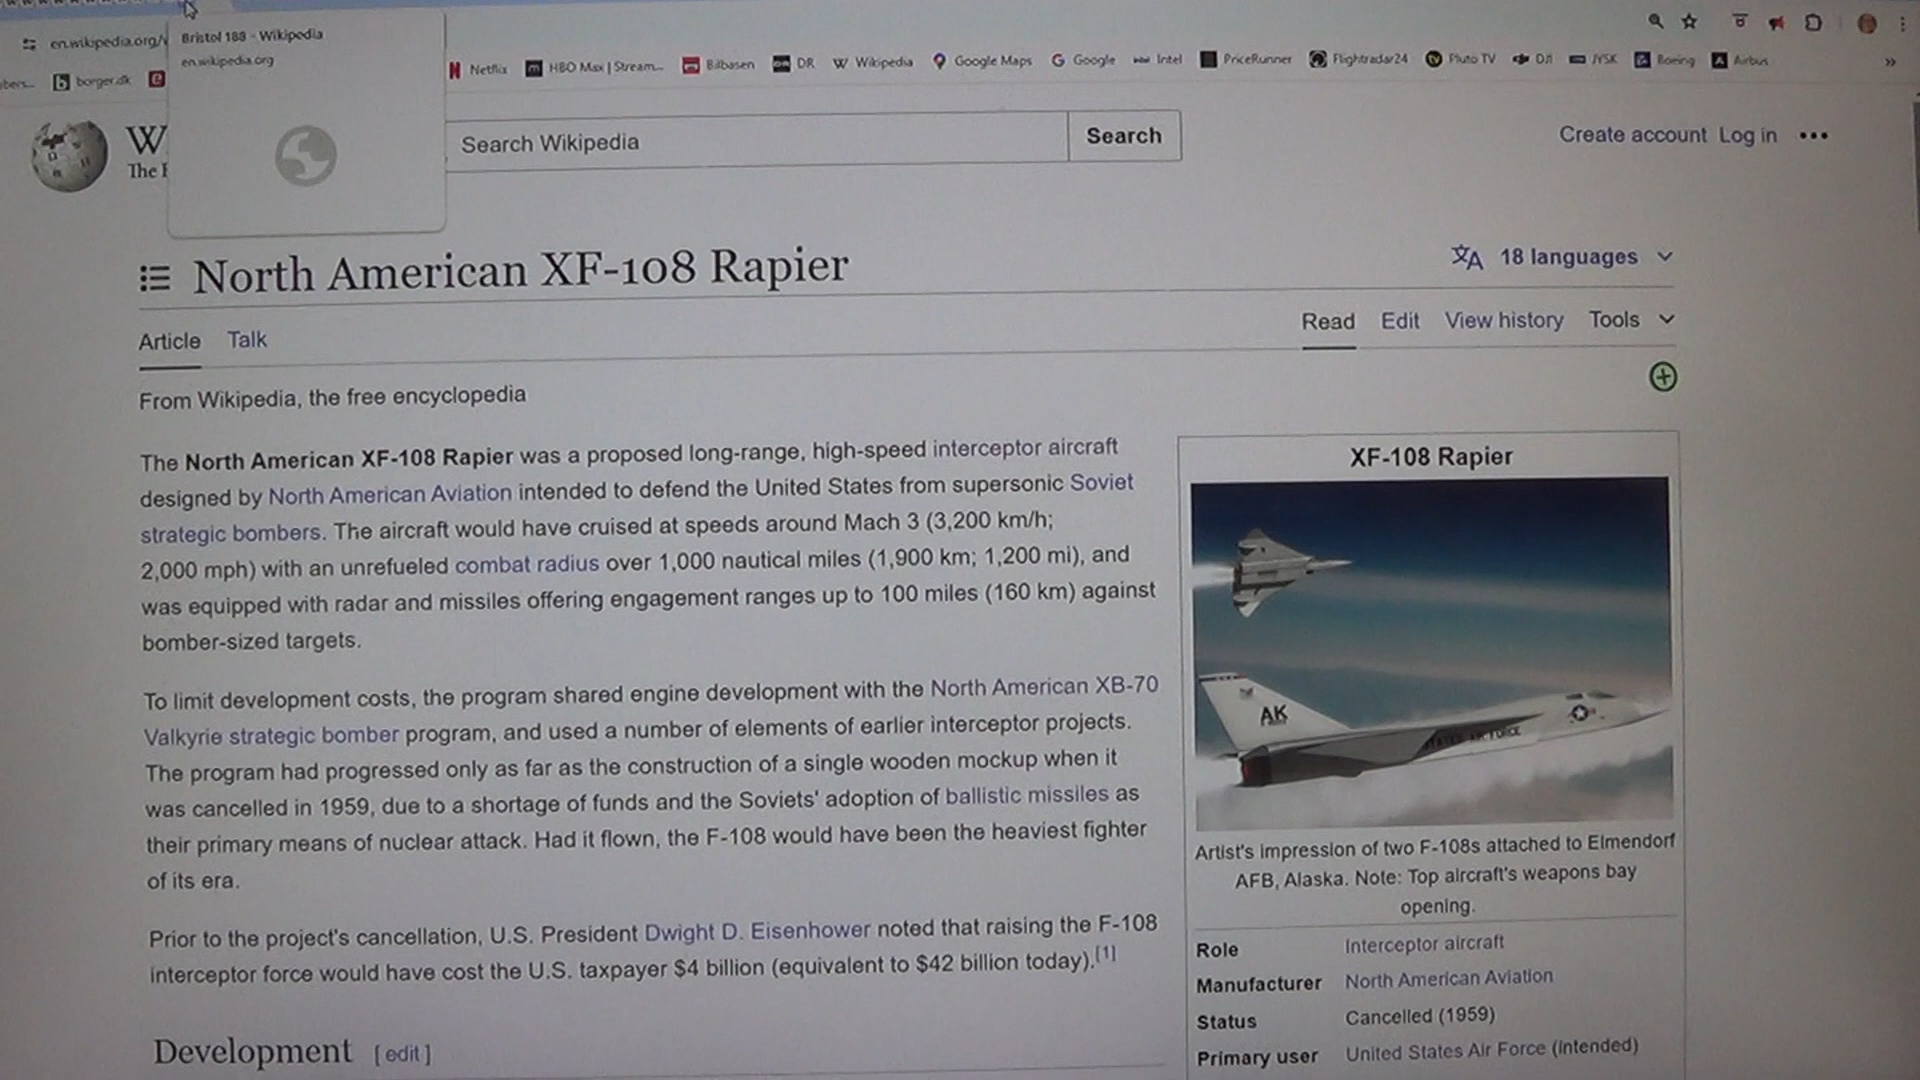 Bristol 188 - Wikipedia
en.wikipedia.org
en.wikipedia.org/
borger.dk
Netflix
HBO Max | Stream...
Bilbasen
DR
Wikipedia
Google Maps
Google
Intel
PriceRunner
Flightradar24
Pluto TV
DJI
JYSK
Boeing
Airbus
»
W
The F
Search Wikipedia
Search
Create account Log in
North American XF-108 Rapier
18 languages
Article Talk
Read Edit View history Tools
From Wikipedia, the free encyclopedia
The North American XF-108 Rapier was a proposed long-range, high-speed interceptor aircraft
designed by North American Aviation intended to defend the United States from supersonic Soviet
strategic bombers. The aircraft would have cruised at speeds around Mach 3 (3,200 km/h;
2,000 mph) with an unrefueled combat radius over 1,000 nautical miles (1,900 km; 1,200 mi), and
was equipped with radar and missiles offering engagement ranges up to 100 miles (160 km) against
bomber-sized targets.
To limit development costs, the program shared engine development with the North American XB-70
Valkyrie strategic bomber program, and used a number of elements of earlier interceptor projects.
The program had progressed only as far as the construction of a single wooden mockup when it
was cancelled in 1959, due to a shortage of funds and the Soviets' adoption of ballistic missiles as
their primary means of nuclear attack. Had it flown, the F-108 would have been the heaviest fighter
of its era.
Prior to the project's cancellation, U.S. President Dwight D. Eisenhower noted that raising the F-108
interceptor force would have cost the U.S. taxpayer $4 billion (equivalent to $42 billion today).[1]
Development [ edit ]
XF-108 Rapier
AK
Artist's impression of two F-108s attached to Elmendorf
AFB, Alaska. Note: Top aircraft's weapons bay
opening.
Role Interceptor aircraft
Manufacturer North American Aviation
Status Cancelled (1959)
Primary user United States Air Force (intended)